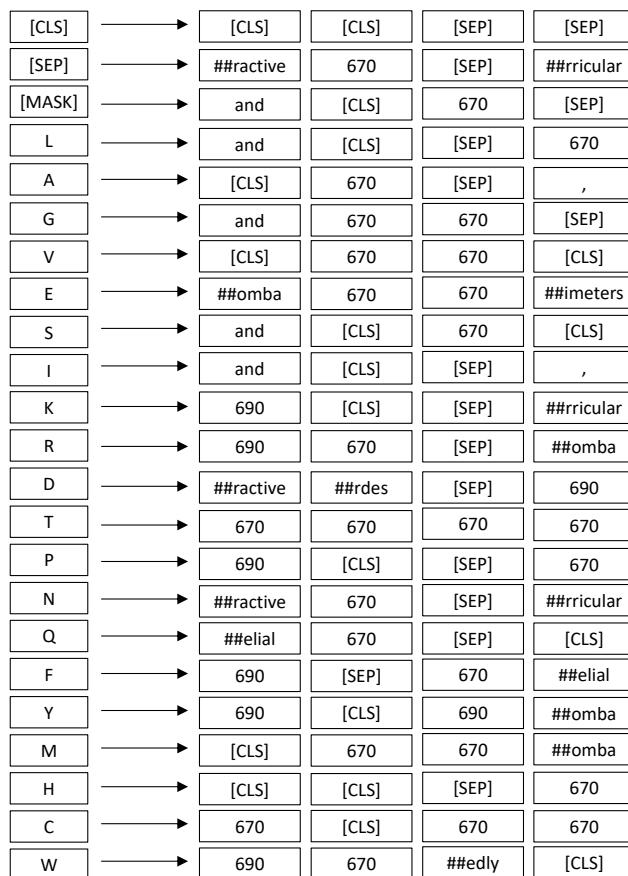 [CLS] [CLS] [CLS] [SEP] [SEP]
[SEP] ##ractive 670 [SEP] ##rricular
[MASK] and [CLS] 670 [SEP]
L and [CLS] [SEP] 670
A [CLS] 670 [SEP] ,
G and 670 670 [SEP]
V [CLS] 670 670 [CLS]
E ##omba 670 670 ##imeters
S and [CLS] 670 [CLS]
I and [CLS] [SEP] ,
K 690 [CLS] [SEP] ##rricular
R 690 670 [SEP] ##omba
D ##ractive ##rdes [SEP] 690
T 670 670 670 670
P 690 [CLS] [SEP] 670
N ##ractive 670 [SEP] ##rricular
Q ##elial 670 [SEP] [CLS]
F 690 [SEP] 670 ##elial
Y 690 [CLS] 690 ##omba
M [CLS] 670 670 ##omba
H [CLS] [CLS] [SEP] 670
C 670 [CLS] 670 670
W 690 670 ##edly [CLS]